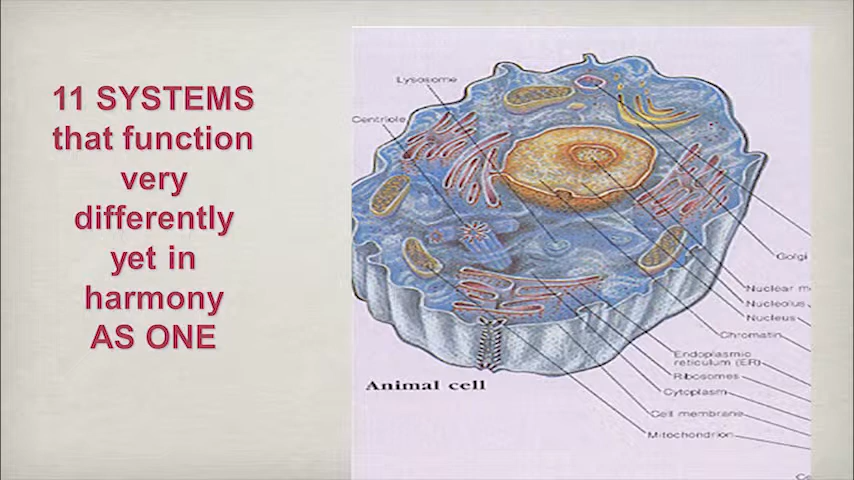 11 SYSTEMS
that function
very
differently
yet in
harmony
AS ONE
Lysosome
Centriole
Golgi
Nuclear m
Nucleolus
Nucleus
Chromatin
Endoplasmic
reticulum (ER)
Ribosomes
Cytoplasm
Cell membrane
Mitochondrion
Animal cell